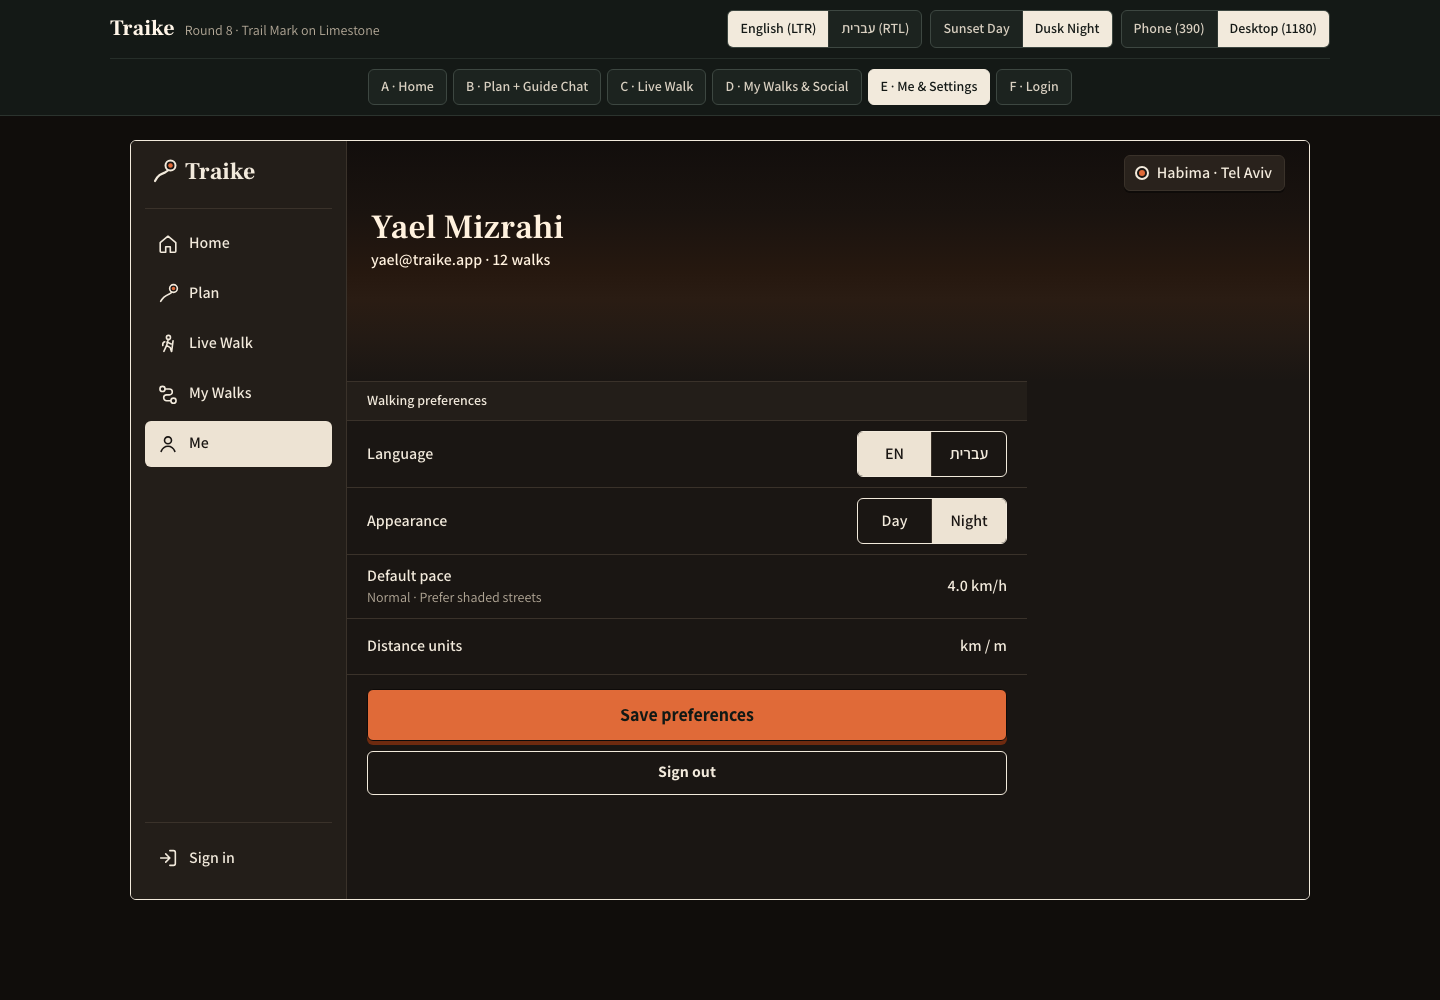 Traike Round 8 · Trail Mark on Limestone
English (LTR) עברית (RTL) Sunset Day Dusk Night Phone (390) Desktop (1180)
A · Home B · Plan + Guide Chat C · Live Walk D · My Walks & Social E · Me & Settings F · Login
Traike
Home
Plan
Live Walk
My Walks
Me
Sign in
Habima · Tel Aviv
Yael Mizrahi
yael@traike.app · 12 walks
Walking preferences
Language EN עברית
Appearance Day Night
Default pace
Normal · Prefer shaded streets
4.0 km/h
Distance units km / m
Save preferences
Sign out